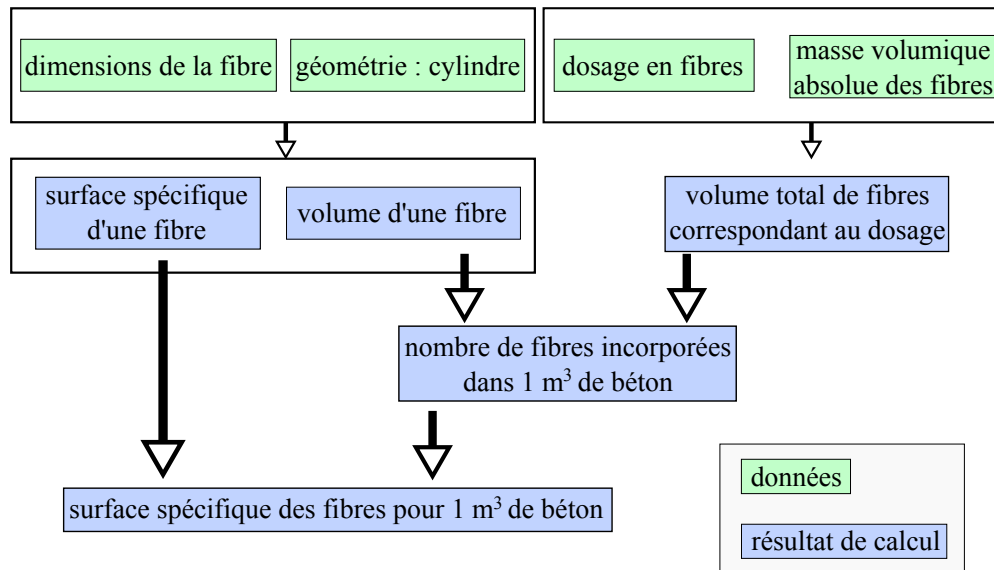 dimensions de la fibre
géométrie : cylindre
dosage en fibres
masse volumique
absolue des fibres
surface spécifique
d'une fibre
volume d'une fibre
volume total de fibres
correspondant au dosage
nombre de fibres incorporées
dans 1 m³ de béton
surface spécifique des fibres pour 1 m³ de béton
données
résultat de calcul